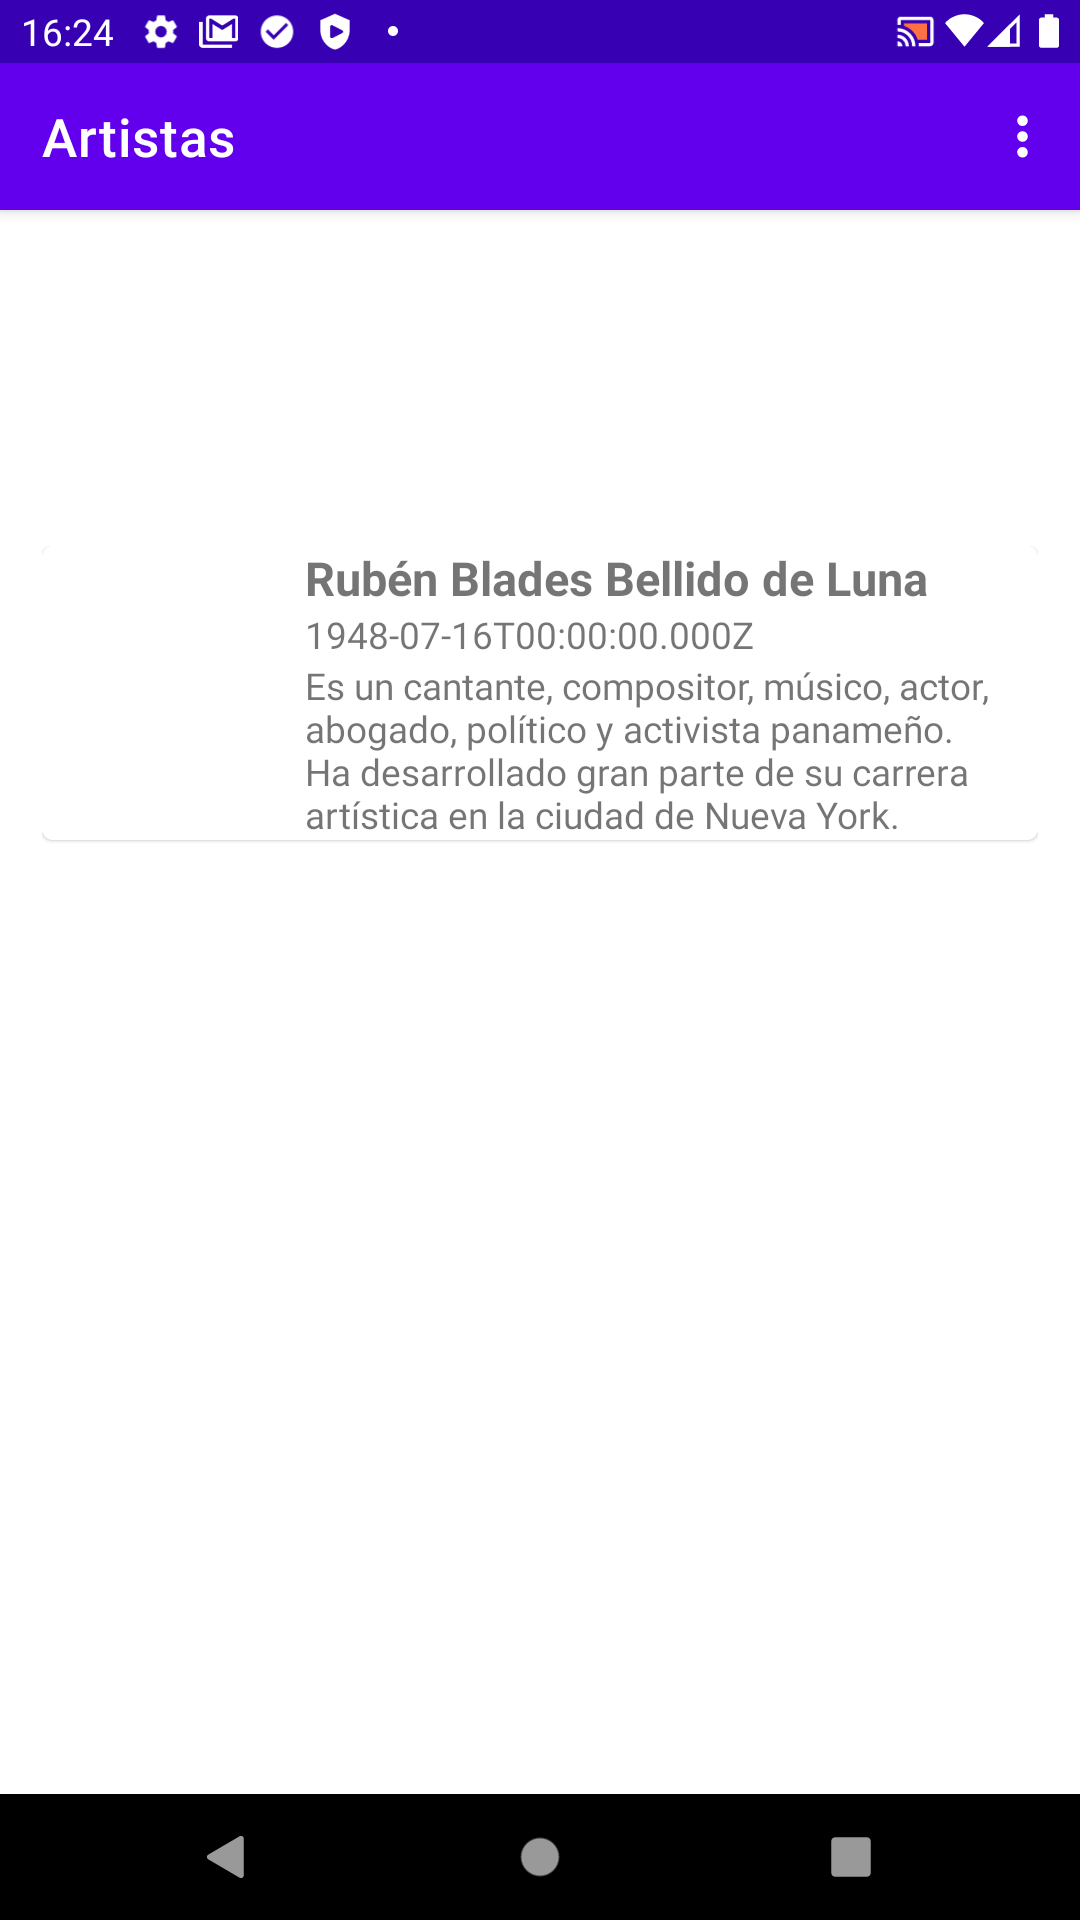 16:24
Artistas
Rubén Blades Bellido de Luna
1948-07-16T00:00:00.000Z
Es un cantante, compositor, músico, actor,
abogado, político y activista panameño.
Ha desarrollado gran parte de su carrera
artística en la ciudad de Nueva York.